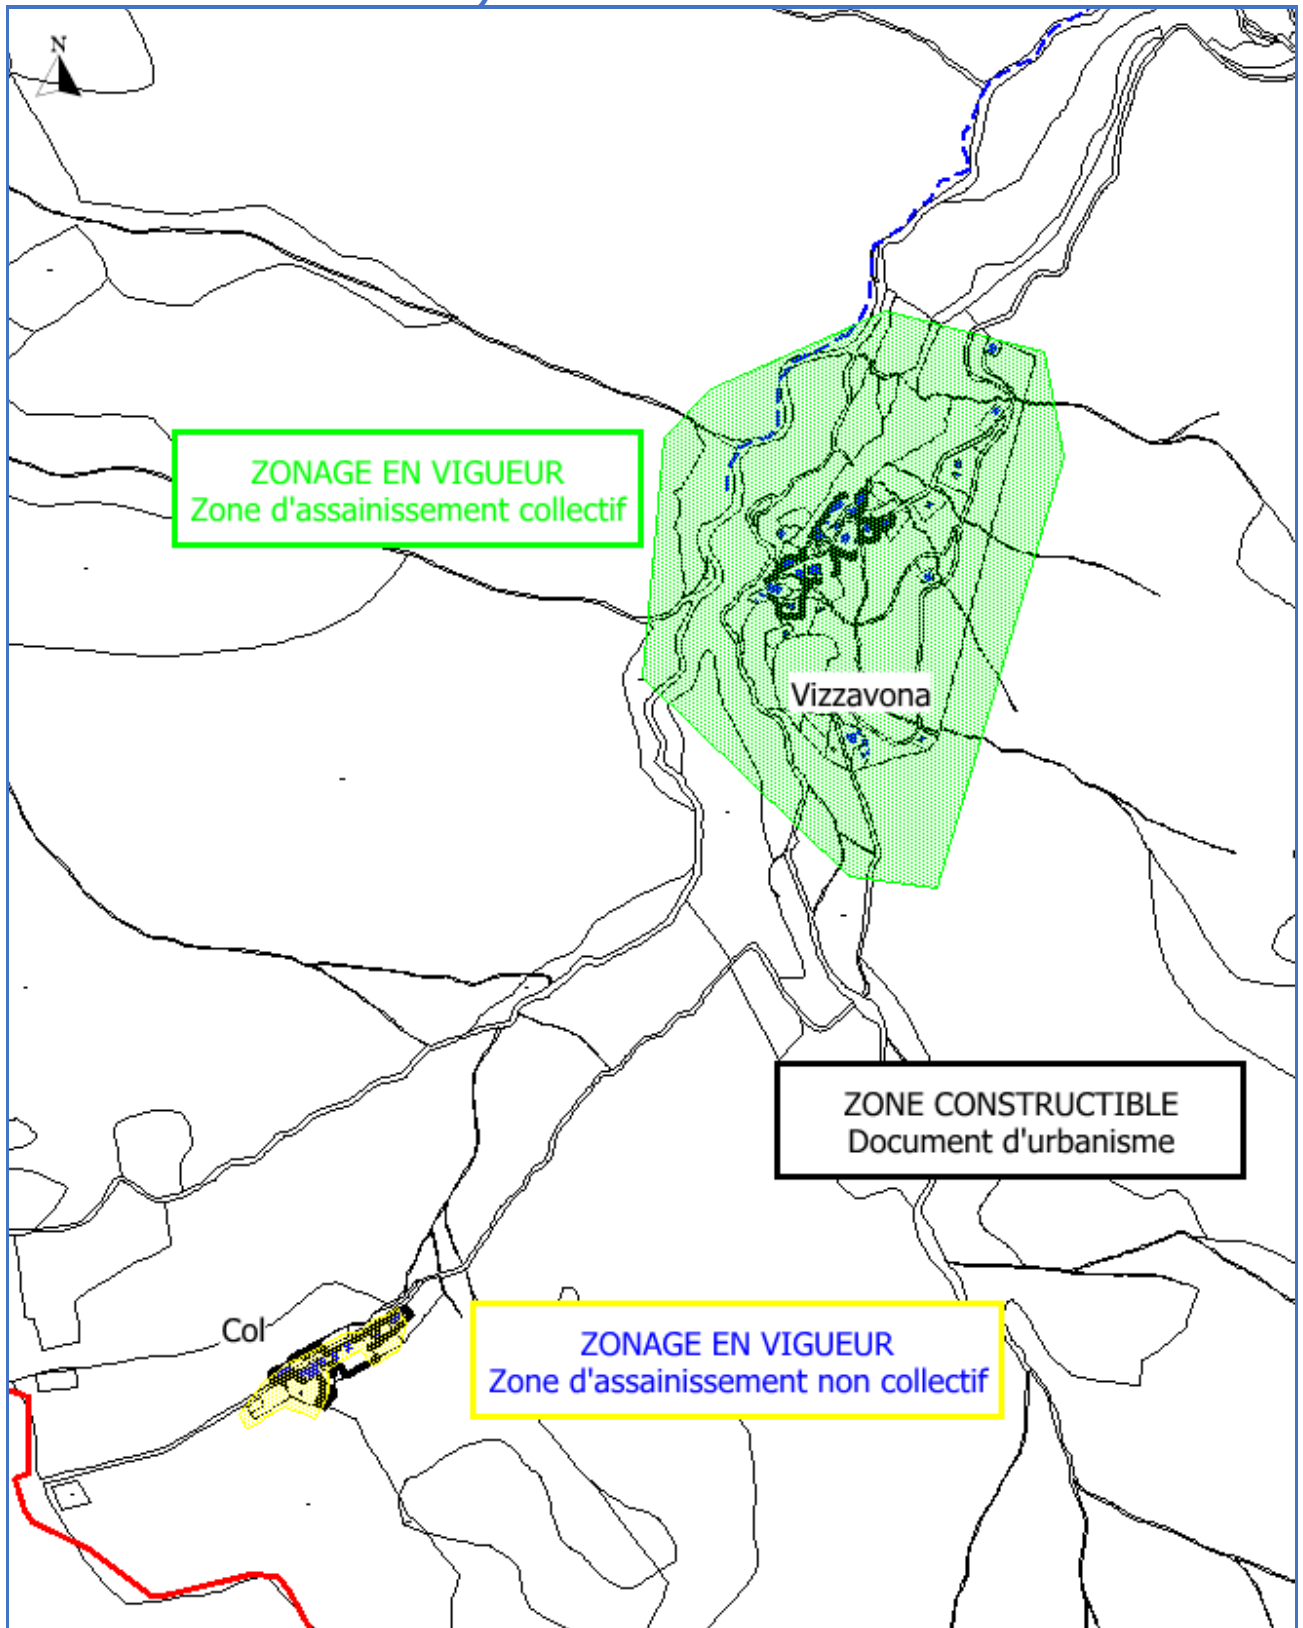 N
ZONAGE EN VIGUEUR
Zone d'assainissement collectif
Vizzavona
ZONE CONSTRUCTIBLE
Document d'urbanisme
Col
ZONAGE EN VIGUEUR
Zone d'assainissement non collectif